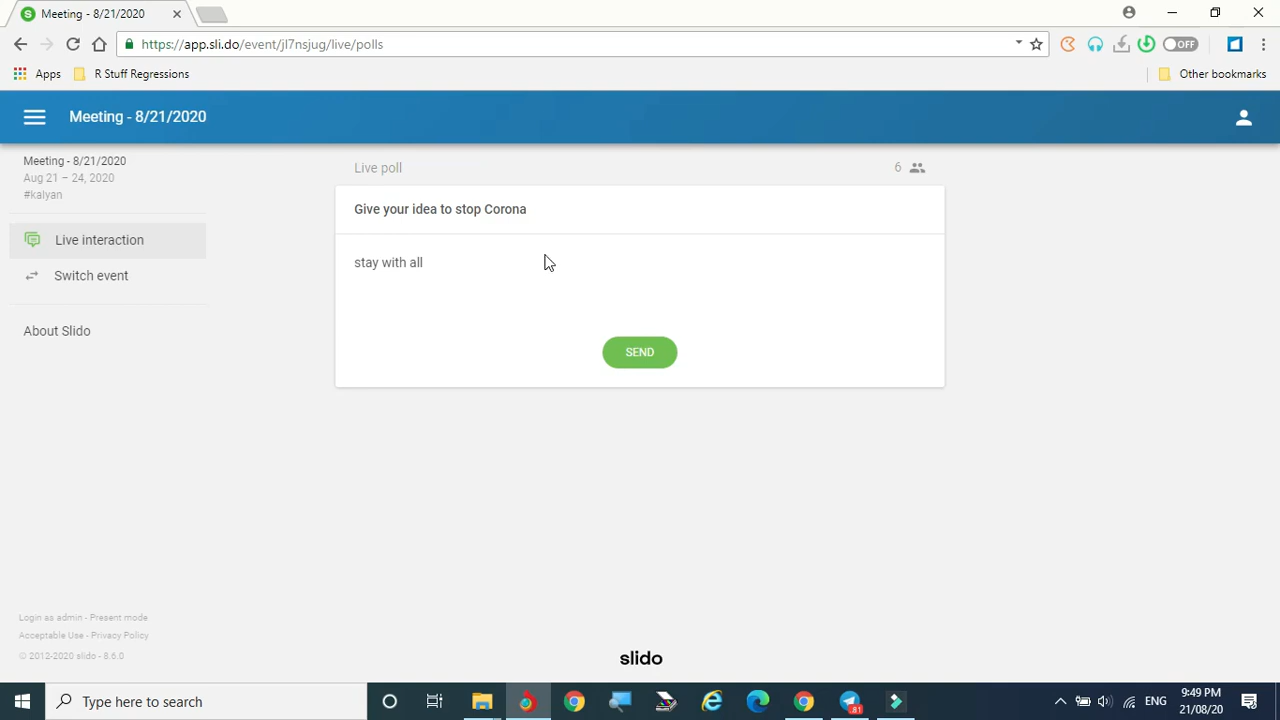 Meeting - 8/21/2020
https://app.sli.do/event/jl7nsjug/live/polls
OFF
Apps
R Stuff Regressions
Other bookmarks
Meeting - 8/21/2020
Meeting - 8/21/2020
Aug 21 – 24, 2020
#kalyan
Live interaction
Switch event
About Slido
Live poll
6
Give your idea to stop Corona
stay with all
SEND
Login as admin - Present mode
Acceptable Use - Privacy Policy
© 2012-2020 slido - 8.6.0
slido
Type here to search
81
ENG
9:49 PM
21/08/20